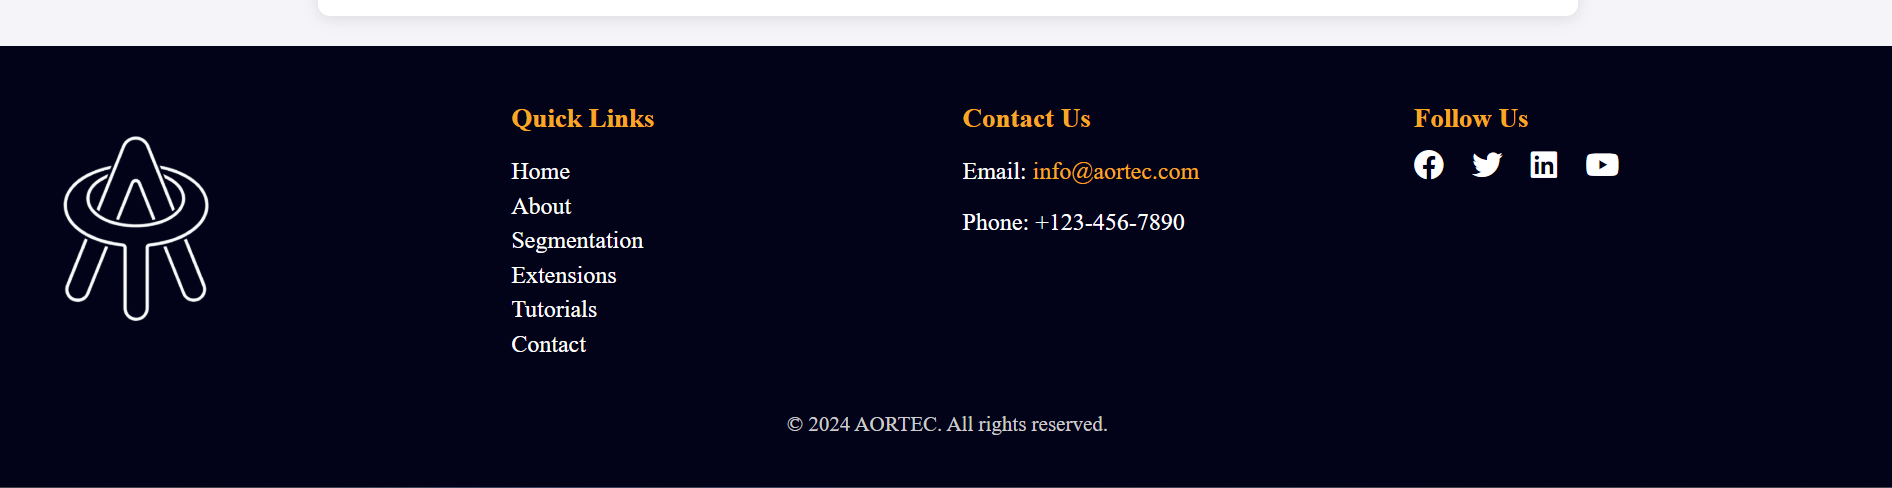 Quick Links
Home
About
Segmentation
Extensions
Tutorials
Contact
Contact Us
Email: info@aortec.com
Phone: +123-456-7890
Follow Us
© 2024 AORTEC. All rights reserved.